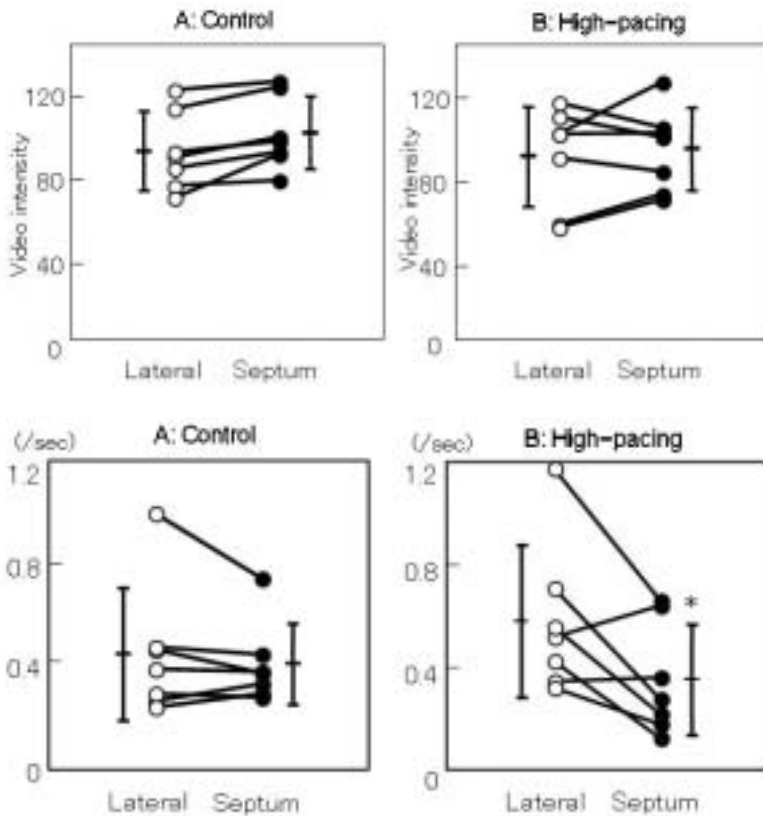 A: Control
Video intensity
120
80
40
0
Lateral Septum
B: High-pacing
Video intensity
120
80
40
0
Lateral Septum
A: Control
(/sec)
1.2
0.8
0.4
0
Lateral Septum
B: High-pacing
(/sec)
1.2
0.8
0.4
0
*
Lateral Septum